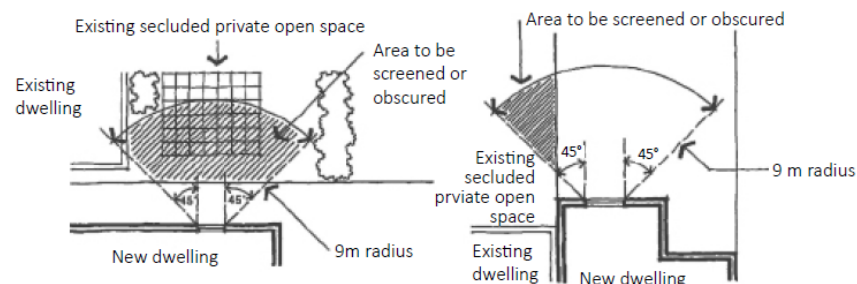 Existing secluded private open space
Existing
dwelling
Area to be
screened or
obscured
45°
45°
New dwelling
9m radius
Area to be screened or obscured
45°
45°
Existing
secluded
prviate open
space
9 m radius
Existing
dwelling
New dwelling